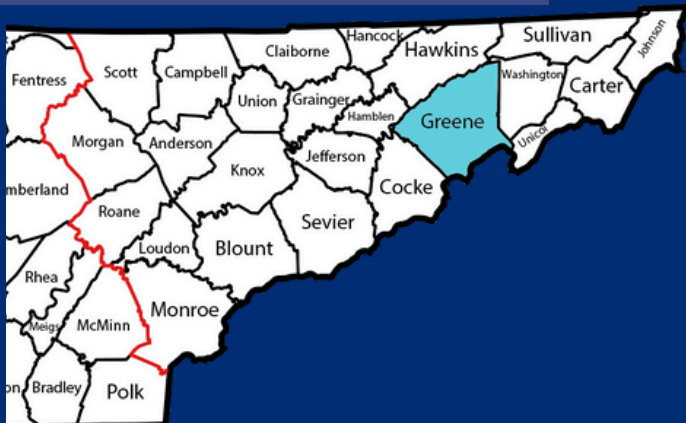 Hancock
Sullivan
Johnson
Claiborne
Hawkins
Fentress
Scott
Campbell
Washington
Carter
Union
Grainger
Hamblen
Greene
Unicoi
Morgan
Anderson
Jefferson
Knox
Cocke
mberland
Roane
Sevier
Loudon
Blount
Rhea
Monroe
Meigs
McMinn
on
Bradley
Polk